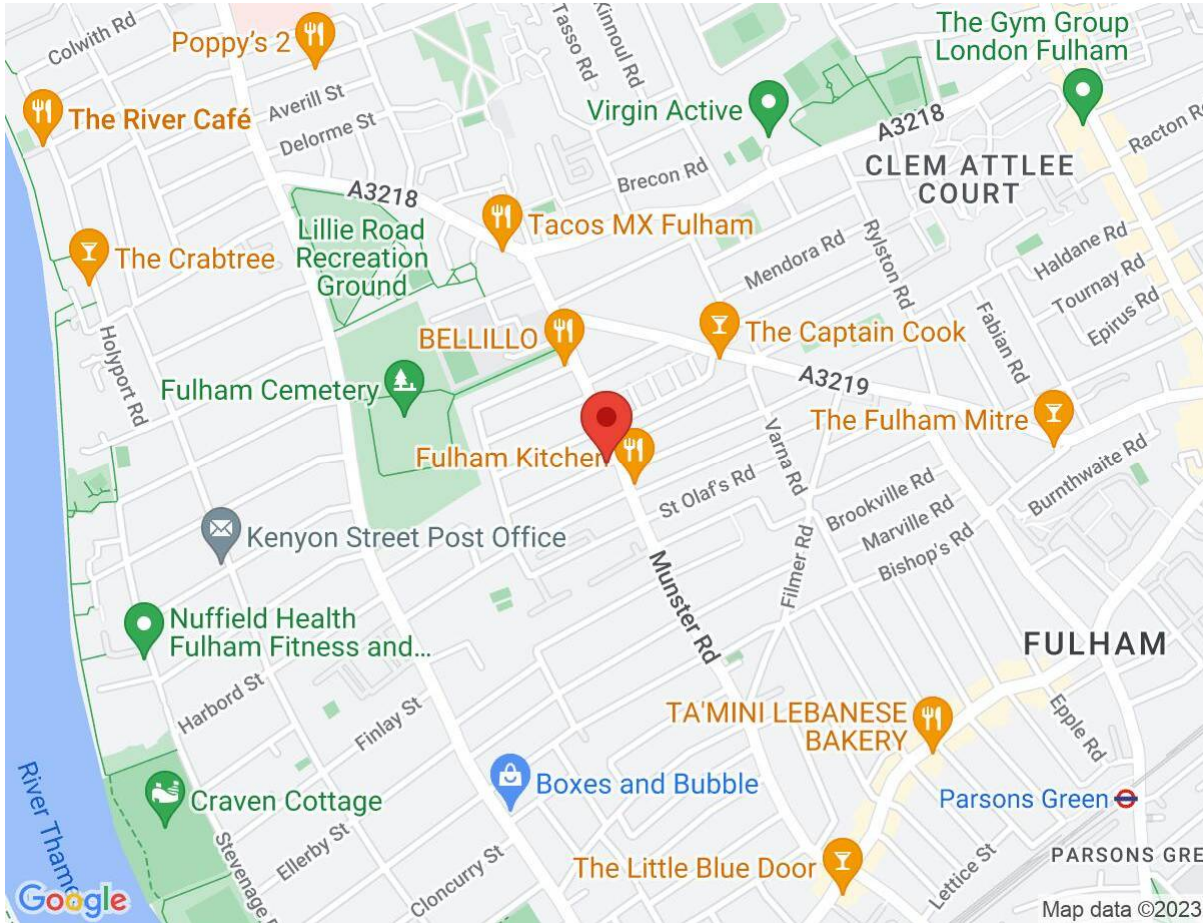 Colwith Rd
Poppy's 2
Tasso Rd
Kinnoul Rd
The Gym Group
London Fulham
The River Café
Averill St
Virgin Active
A3218
Racton Rd
Delorme St
Brecon Rd
CLEM ATTLEE
COURT
A3218
Lillie Road
Recreation
Ground
Tacos MX Fulham
The Crabtree
Mendora Rd
Rylston Rd
Haldane Rd
Tournay Rd
Epirus Rd
Holyport Rd
BELLILLO
The Captain Cook
Fabian Rd
Fulham Cemetery
A3219
The Fulham Mitre
Fulham Kitchen
Varna Rd
Burnthwaite Rd
St Olaf's Rd
Brookville Rd
Marville Rd
Bishop's Rd
Kenyon Street Post Office
Filmer Rd
Munster Rd
Nuffield Health
Fulham Fitness and...
FULHAM
Harbord St
Finlay St
TA'MINI LEBANESE
BAKERY
Epple Rd
River Thame
Craven Cottage
Boxes and Bubble
Parsons Green
Stevenage R
Ellerby St
Cloncurry St
The Little Blue Door
Lettice St
PARSONS GRE
Google
Map data ©2023